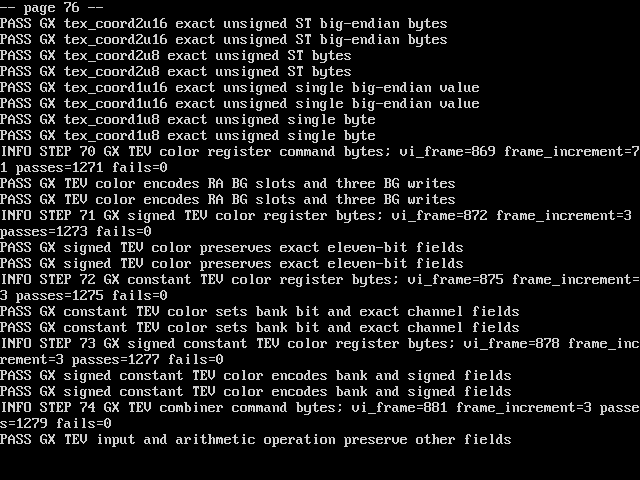 -- page 76 --
PASS GX tex_coord2u16 exact unsigned ST big-endian bytes
PASS GX tex_coord2u16 exact unsigned ST big-endian bytes
PASS GX tex_coord2u8 exact unsigned ST bytes
PASS GX tex_coord2u8 exact unsigned ST bytes
PASS GX tex_coord1u16 exact unsigned single big-endian value
PASS GX tex_coord1u16 exact unsigned single big-endian value
PASS GX tex_coord1u8 exact unsigned single byte
PASS GX tex_coord1u8 exact unsigned single byte
INFO STEP 70 GX TEV color register command bytes; vi_frame=869 frame_increment=7
1 passes=1271 fails=0
PASS GX TEV color encodes RA BG slots and three BG writes
PASS GX TEV color encodes RA BG slots and three BG writes
INFO STEP 71 GX signed TEV color register bytes; vi_frame=872 frame_increment=3
passes=1273 fails=0
PASS GX signed TEV color preserves exact eleven-bit fields
PASS GX signed TEV color preserves exact eleven-bit fields
INFO STEP 72 GX constant TEV color register bytes; vi_frame=875 frame_increment=
3 passes=1275 fails=0
PASS GX constant TEV color sets bank bit and exact channel fields
PASS GX constant TEV color sets bank bit and exact channel fields
INFO STEP 73 GX signed constant TEV color register bytes; vi_frame=878 frame_inc
rement=3 passes=1277 fails=0
PASS GX signed constant TEV color encodes bank and signed fields
PASS GX signed constant TEV color encodes bank and signed fields
INFO STEP 74 GX TEV combiner command bytes; vi_frame=881 frame_increment=3 passe
s=1279 fails=0
PASS GX TEV input and arithmetic operation preserve other fields